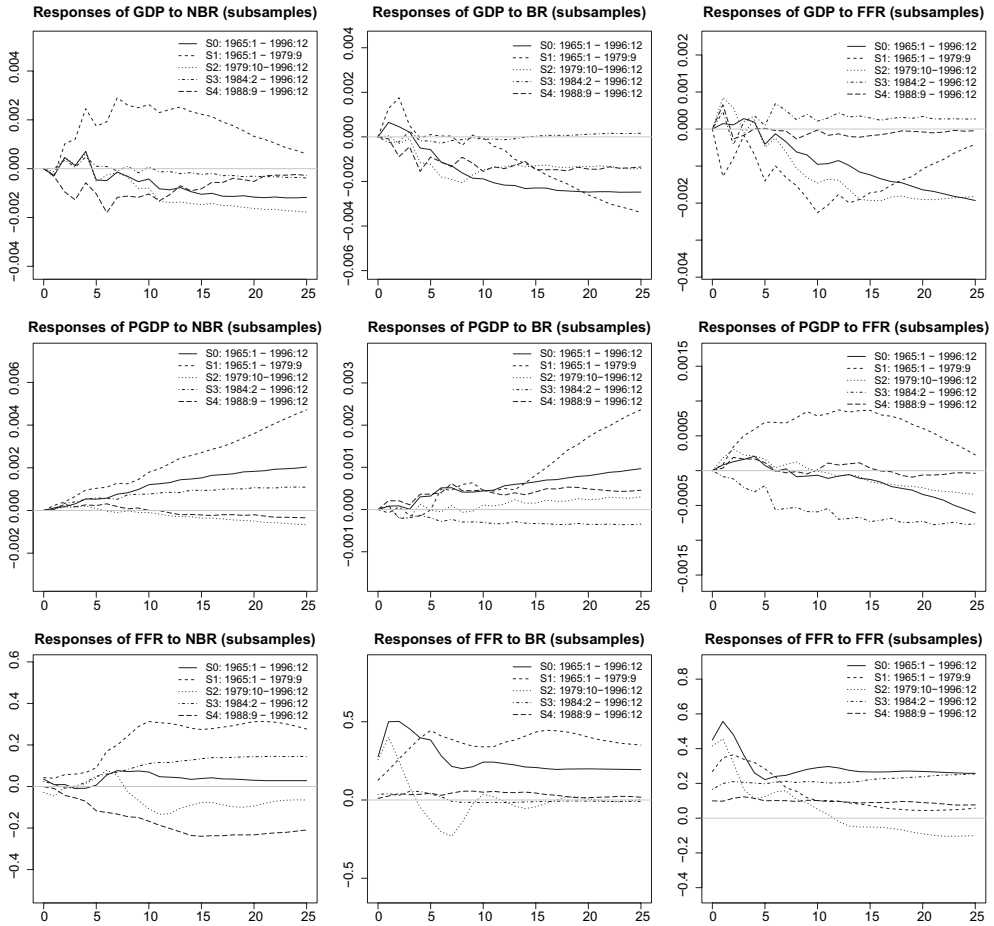 Responses of GDP to NBR (subsamples)
S0: 1965:1 − 1996:12
S1: 1965:1 − 1979:9
S2: 1979:10−1996:12
S3: 1984:2 − 1996:12
S4: 1988:9 − 1996:12
0.004
0.002
0.000
−0.002
−0.004
0 5 10 15 20 25
Responses of GDP to BR (subsamples)
S0: 1965:1 − 1996:12
S1: 1965:1 − 1979:9
S2: 1979:10−1996:12
S3: 1984:2 − 1996:12
S4: 1988:9 − 1996:12
0.004
0.002
0.000
−0.002
−0.004
−0.006
0 5 10 15 20 25
Responses of GDP to FFR (subsamples)
S0: 1965:1 − 1996:12
S1: 1965:1 − 1979:9
S2: 1979:10−1996:12
S3: 1984:2 − 1996:12
S4: 1988:9 − 1996:12
0.002
0.001
0.000
−0.002
−0.004
0 5 10 15 20 25
Responses of PGDP to NBR (subsamples)
S0: 1965:1 − 1996:12
S1: 1965:1 − 1979:9
S2: 1979:10−1996:12
S3: 1984:2 − 1996:12
S4: 1988:9 − 1996:12
0.006
0.004
0.002
0.000
−0.002
0 5 10 15 20 25
Responses of PGDP to BR (subsamples)
S0: 1965:1 − 1996:12
S1: 1965:1 − 1979:9
S2: 1979:10−1996:12
S3: 1984:2 − 1996:12
S4: 1988:9 − 1996:12
0.003
0.002
0.001
0.000
−0.001
0 5 10 15 20 25
Responses of PGDP to FFR (subsamples)
S0: 1965:1 − 1996:12
S1: 1965:1 − 1979:9
S2: 1979:10−1996:12
S3: 1984:2 − 1996:12
S4: 1988:9 − 1996:12
0.0015
0.0005
−0.0005
−0.0015
0 5 10 15 20 25
Responses of FFR to NBR (subsamples)
S0: 1965:1 − 1996:12
S1: 1965:1 − 1979:9
S2: 1979:10−1996:12
S3: 1984:2 − 1996:12
S4: 1988:9 − 1996:12
0.6
0.4
0.2
0.0
−0.2
−0.4
0 5 10 15 20 25
Responses of FFR to BR (subsamples)
S0: 1965:1 − 1996:12
S1: 1965:1 − 1979:9
S2: 1979:10−1996:12
S3: 1984:2 − 1996:12
S4: 1988:9 − 1996:12
0.5
0.0
−0.5
0 5 10 15 20 25
Responses of FFR to FFR (subsamples)
S0: 1965:1 − 1996:12
S1: 1965:1 − 1979:9
S2: 1979:10−1996:12
S3: 1984:2 − 1996:12
S4: 1988:9 − 1996:12
0.8
0.6
0.4
0.2
0.0
−0.2
−0.4
0 5 10 15 20 25